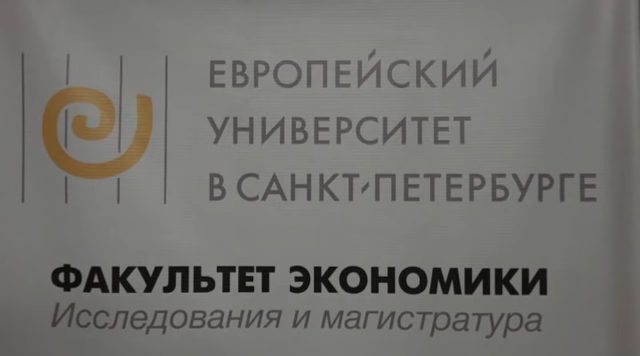 ЕВРОПЕЙСКИЙ
УНИВЕРСИТЕТ
В САНКТ-ПЕТЕРБУРГЕ
ФАКУЛЬТЕТ ЭКОНОМИКИ
Исследования и магистратура